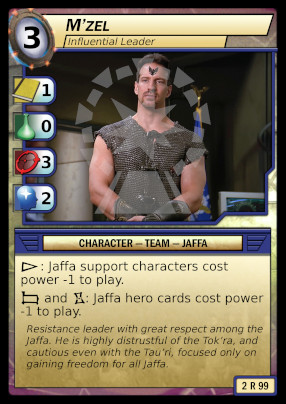 3
M'ZEL
Influential Leader
1
0
3
2
CHARACTER – TEAM – JAFFA
: Jaffa support characters cost
power -1 to play.
and : Jaffa hero cards cost power
-1 to play.
Resistance leader with great respect among the
Jaffa. He is highly distrustful of the Tok'ra, and
cautious even with the Tau'ri, focused only on
gaining freedom for all Jaffa.
2 R 99